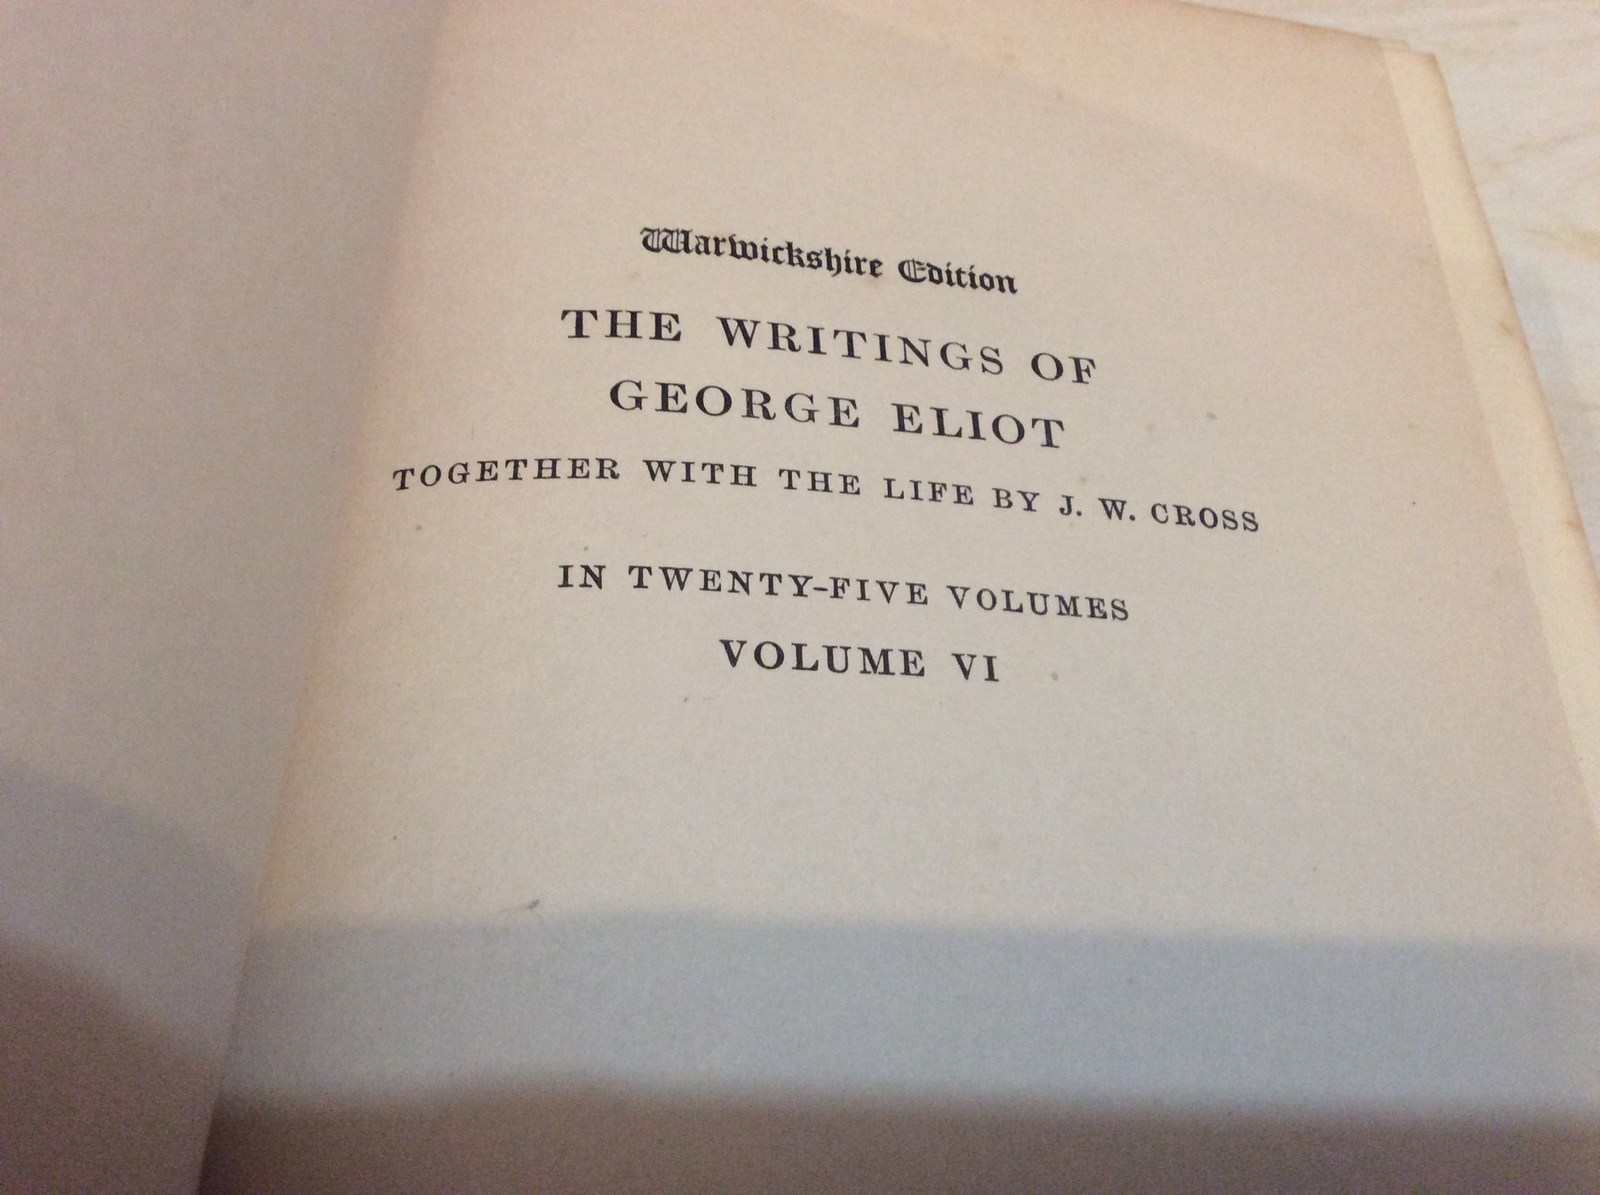 Warwickshire Edition
THE WRITINGS OF
GEORGE ELIOT
TOGETHER WITH THE LIFE BY J. W. CROSS
IN TWENTY-FIVE VOLUMES
VOLUME VI